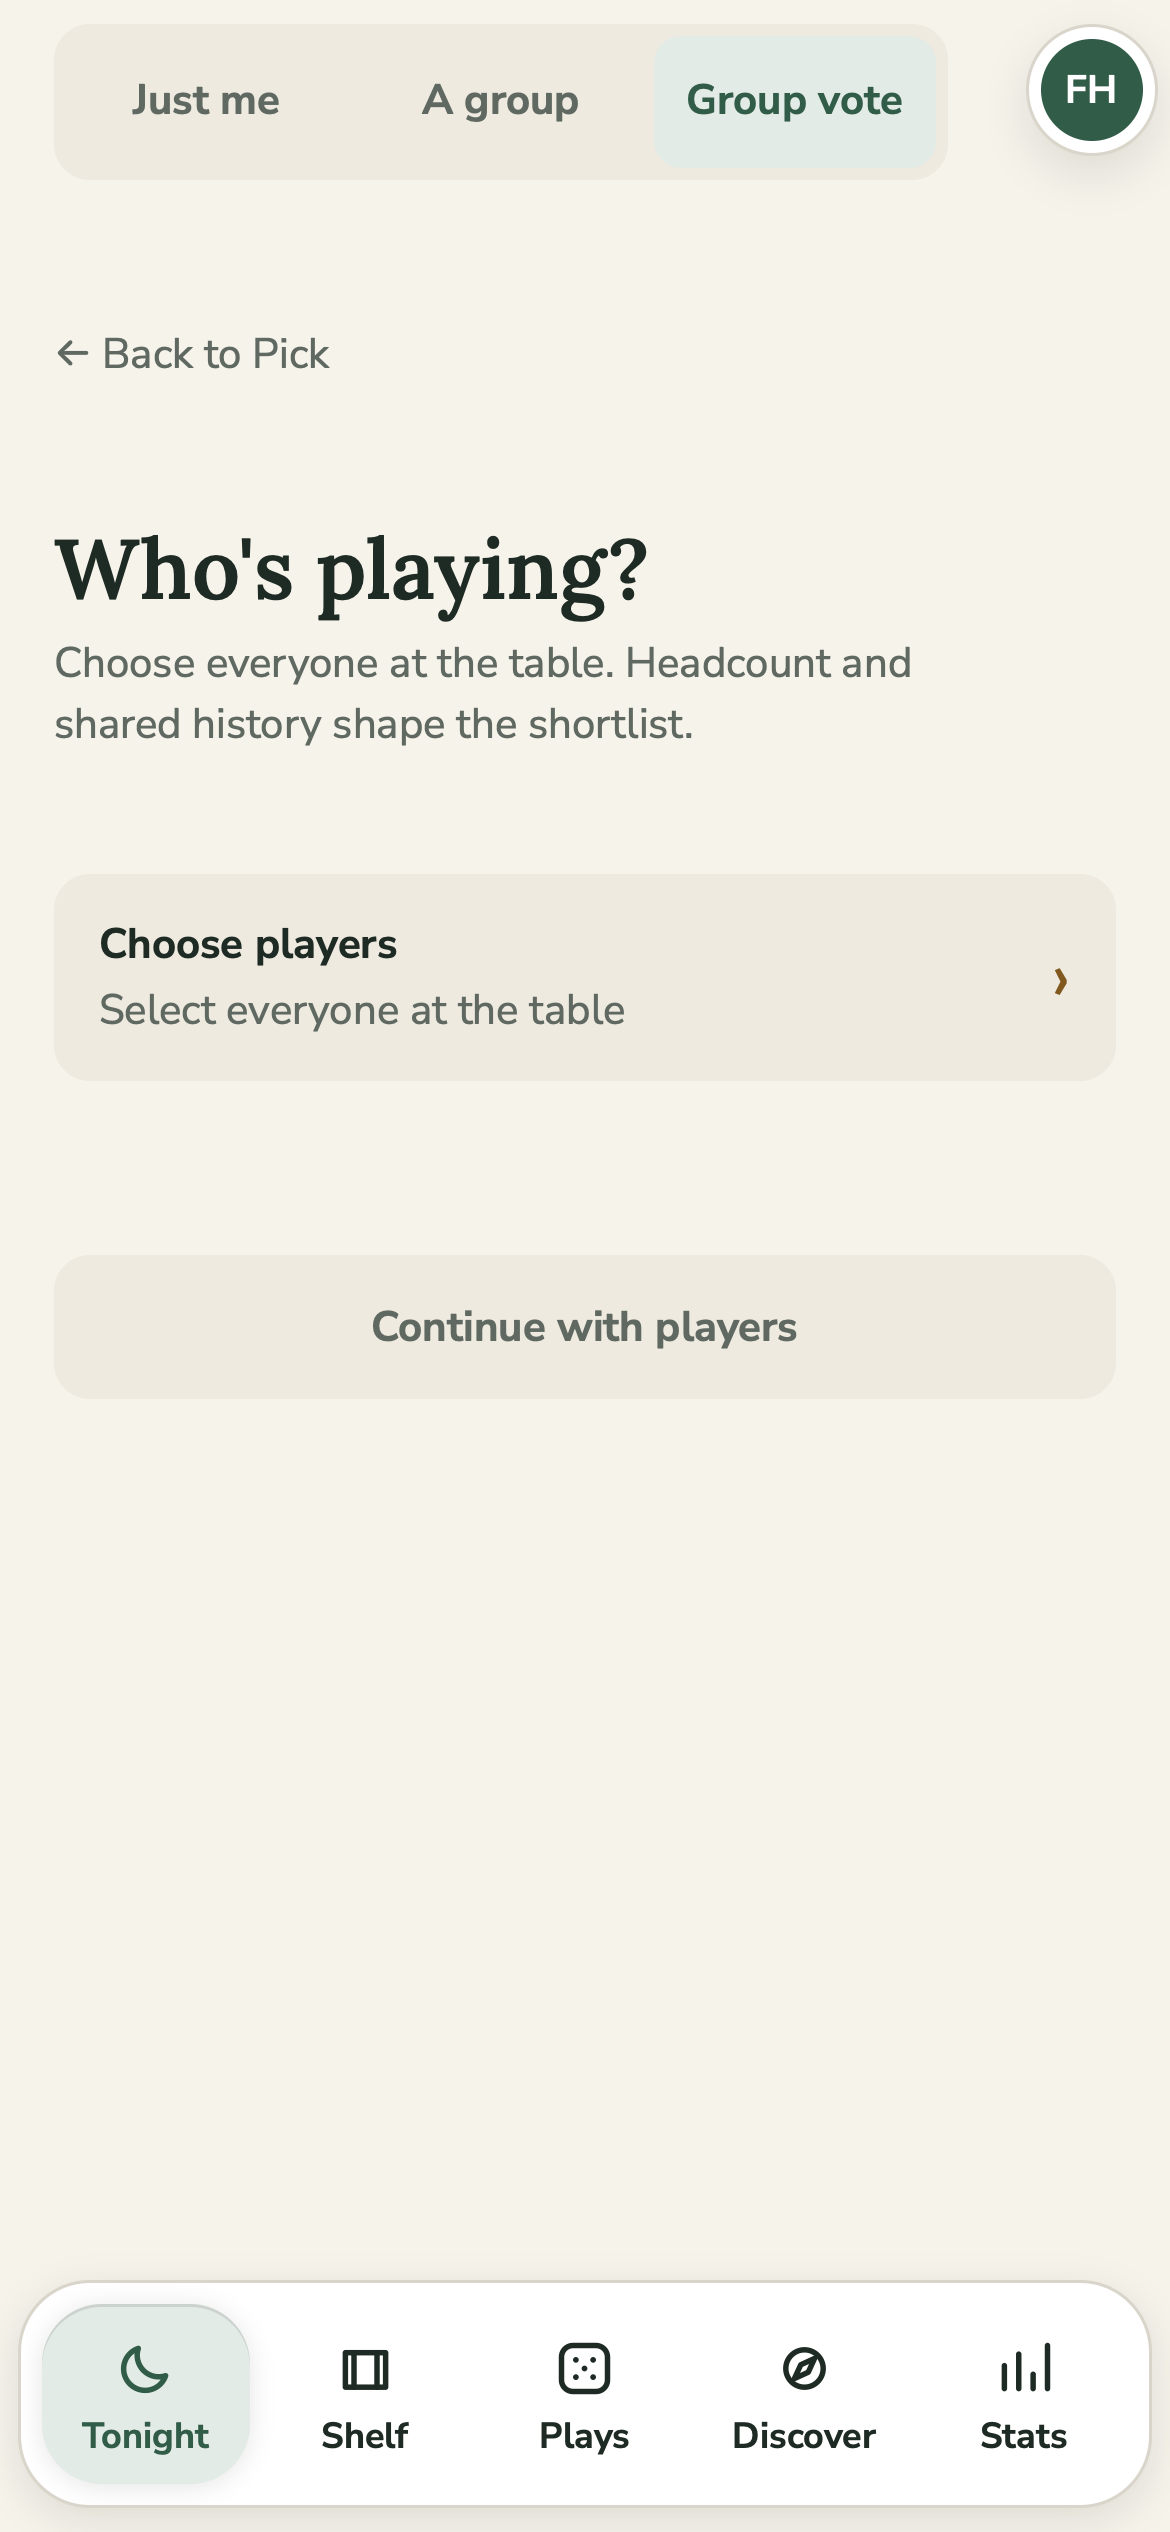 Just me
A group
Group vote
FH
← Back to Pick
Who's playing?
Choose everyone at the table. Headcount and
shared history shape the shortlist.
Choose players
Select everyone at the table
›
Continue with players
Tonight
Shelf
Plays
Discover
Stats